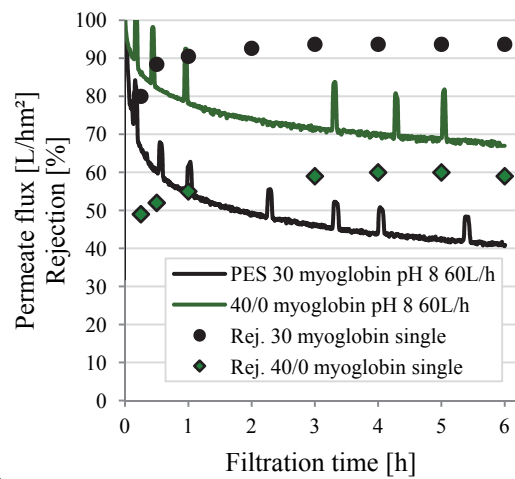 Permeate flux [L/hm²]
Rejection [%]
100
90
80
70
60
50
40
30
20
10
0
PES 30 myoglobin pH 8 60L/h
40/0 myoglobin pH 8 60L/h
Rej. 30 myoglobin single
Rej. 40/0 myoglobin single
0 1 2 3 4 5 6
Filtration time [h]